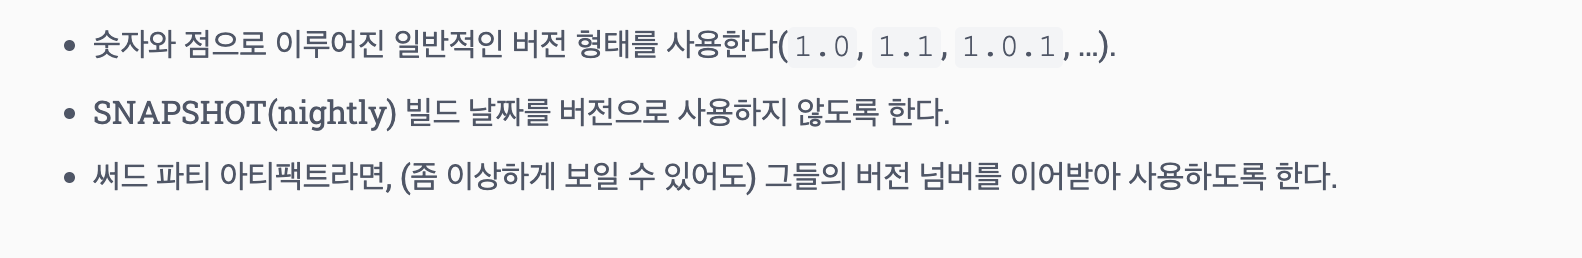 • 숫자와 점으로 이루어진 일반적인 버전 형태를 사용한다(1.0, 1.1, 1.0.1, …).
• SNAPSHOT(nightly) 빌드 날짜를 버전으로 사용하지 않도록 한다.
• 써드 파티 아티팩트라면, (좀 이상하게 보일 수 있어도) 그들의 버전 넘버를 이어받아 사용하도록 한다.